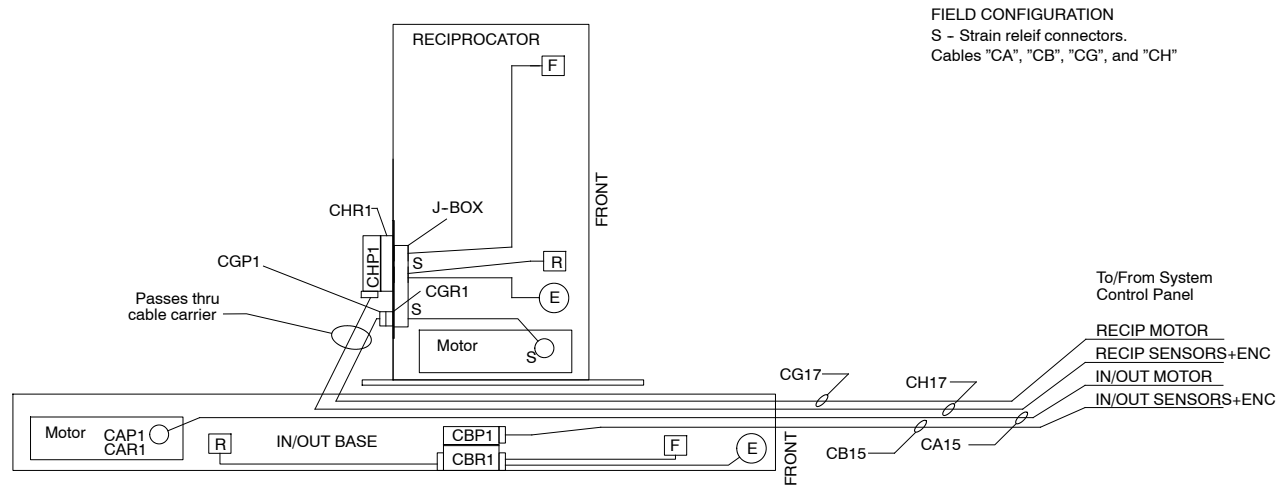 FIELD CONFIGURATION
S - Strain releif connectors.
Cables "CA", "CB", "CG", and "CH"
RECIPROCATOR
F
FRONT
CHR1
J-BOX
CHP1
S
R
CGP1
CGR1
E
S
Passes thru
cable carrier
Motor
S
To/From System
Control Panel
RECIP MOTOR
RECIP SENSORS+ENC
IN/OUT MOTOR
IN/OUT SENSORS+ENC
CG17
CH17
CB15
CA15
Motor
CAP1
CAR1
R
IN/OUT BASE
CBP1
CBR1
F
E
FRONT